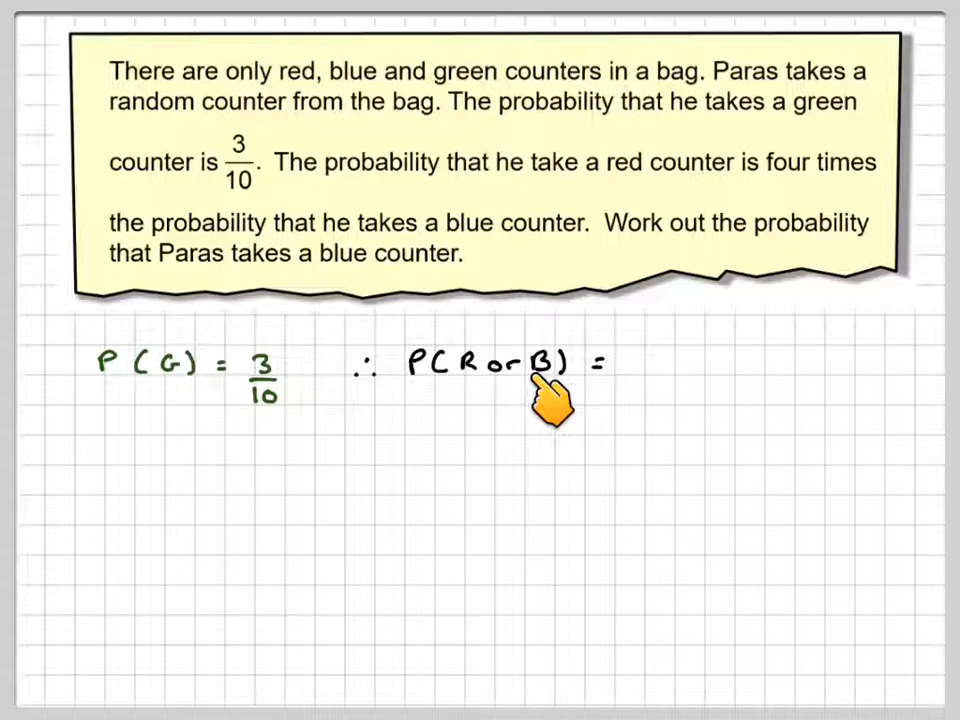 There are only red, blue and green counters in a bag. Paras takes a
random counter from the bag. The probability that he takes a green
counter is 3/10. The probability that he take a red counter is four times
the probability that he takes a blue counter. Work out the probability
that Paras takes a blue counter.
P(G) = 3/10 ∴ P(R or B) =